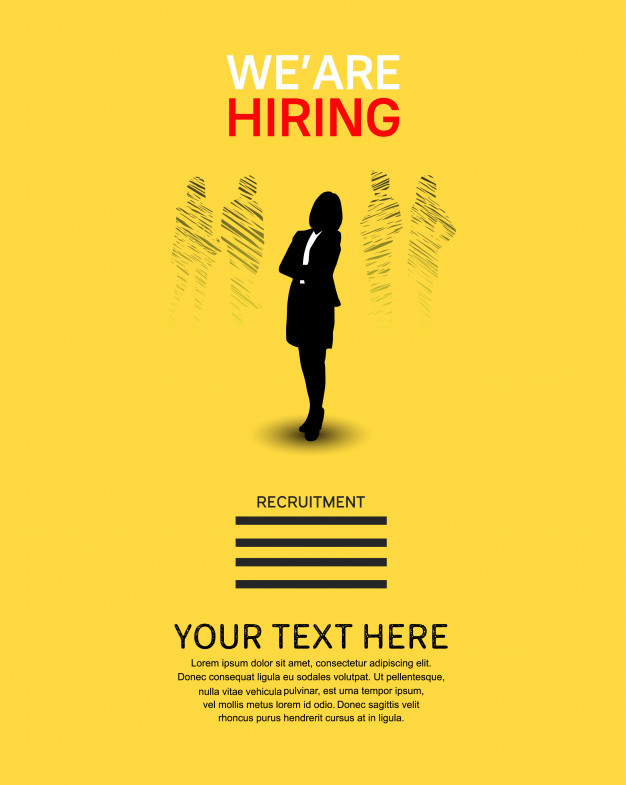 WE'ARE
HIRING
RECRUITMENT
YOUR TEXT HERE
Lorem ipsum dolor sit amet, consectetur adipiscing elit.
Donec consequat ligula eu sodales volutpat. Ut pellentesque,
nulla vitae vehicula pulvinar, est urna tempor ipsum,
vel mollis lectus libero id odio. Donec sagittis velit
rhoncus purus hendrerit cursus at in ligula.